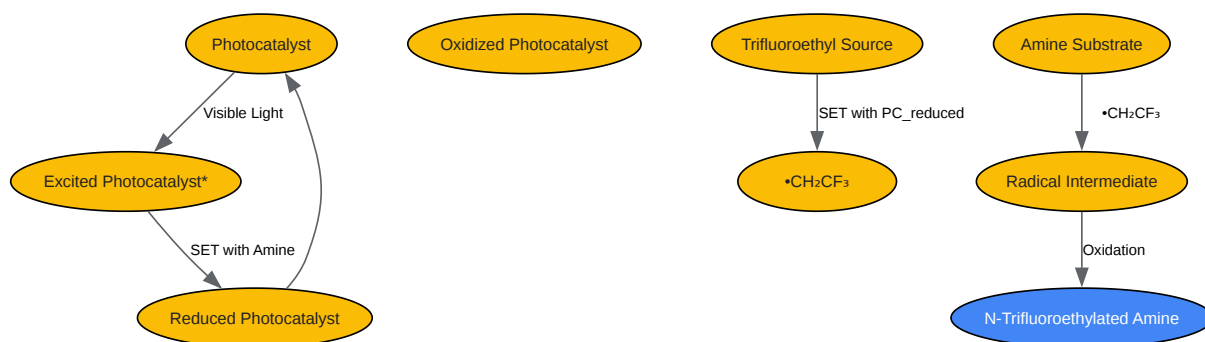 Photocatalyst
Oxidized Photocatalyst
Trifluoroethyl Source
Amine Substrate
Visible Light
SET with PC_reduced
•CH₂CF₃
Excited Photocatalyst*
•CH₂CF₃
Radical Intermediate
SET with Amine
Oxidation
Reduced Photocatalyst
N-Trifluoroethylated Amine